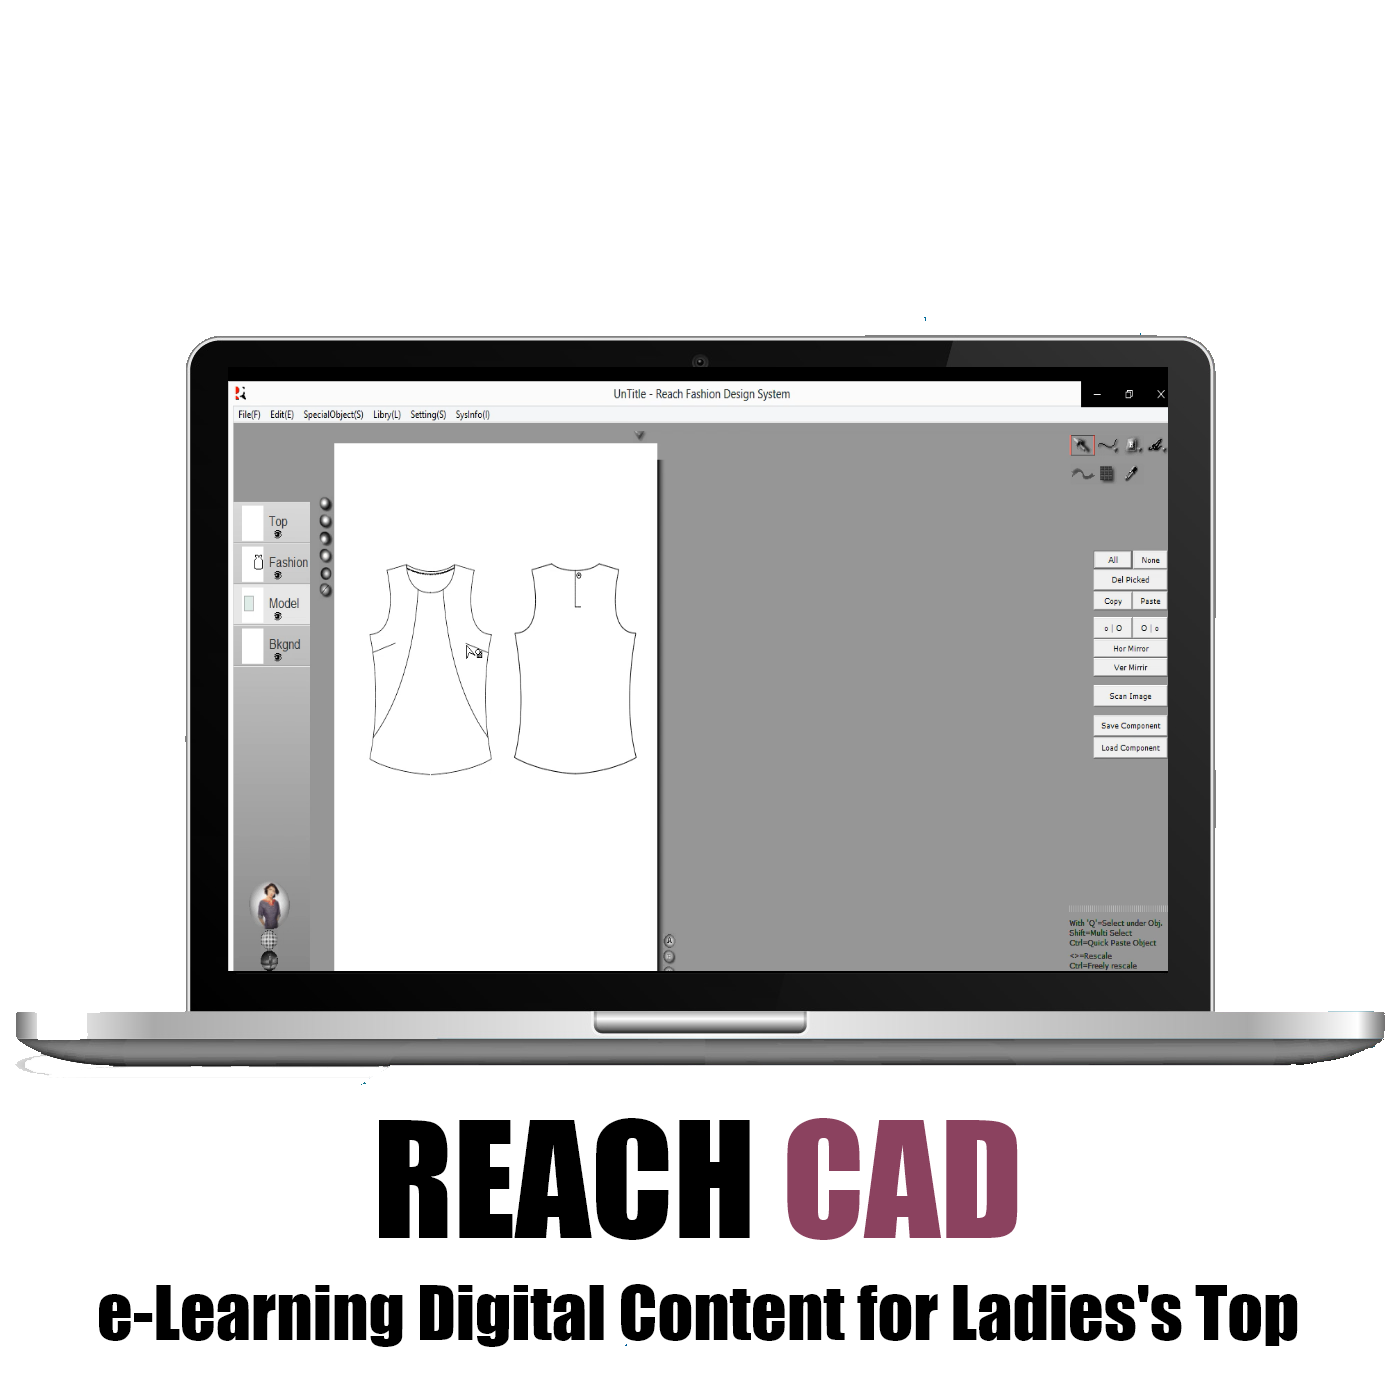 UnTitle - Reach Fashion Design System
File(F) Edit(E) SpecialObject(S) Libry(L) Setting(S) SysInfo(I)
Top
Fashion
Model
Bkgnd
All None
Del Picked
Copy Paste
o | O O | o
Hor Mirror
Ver Mirrir
Scan Image
Save Component
Load Component
With 'Q'=Select under Obj.
Shift=Multi Select
Ctrl=Quick Paste Object
<>=Rescale
Ctrl=Freely rescale
REACH CAD
e-Learning Digital Content for Ladies's Top